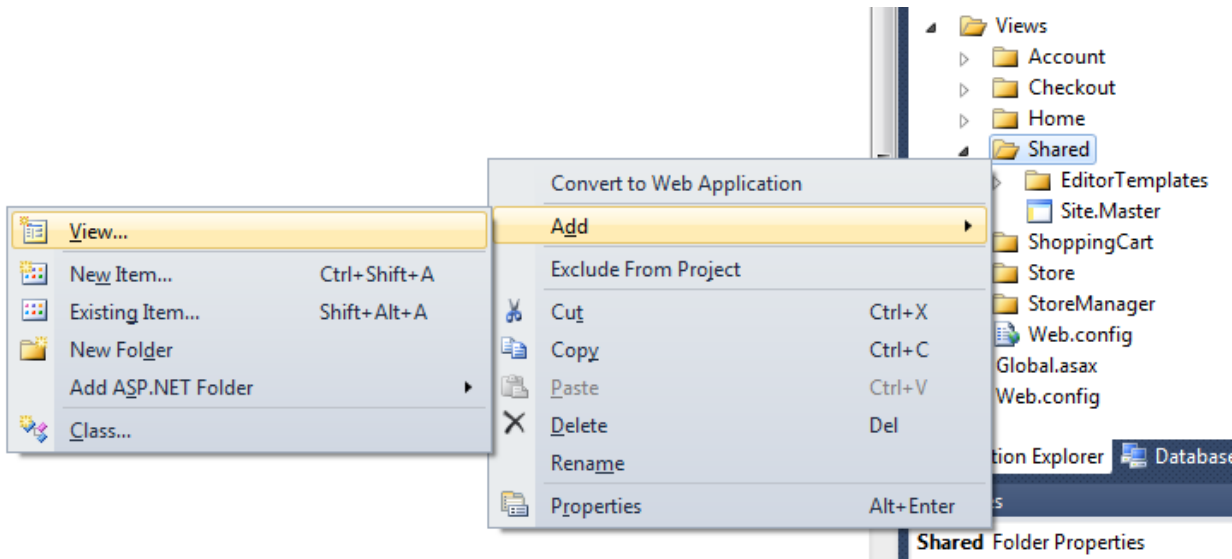 Views
Account
Checkout
Home
Shared
EditorTemplates
Site.Master
ShoppingCart
Store
StoreManager
Web.config
Global.asax
Web.config
Convert to Web Application
Add
Exclude From Project
Cut Ctrl+X
Copy Ctrl+C
Paste Ctrl+V
Delete Del
Rename
Properties Alt+Enter
View...
New Item... Ctrl+Shift+A
Existing Item... Shift+Alt+A
New Folder
Add ASP.NET Folder
Class...
Explorer Database
Shared Folder Properties